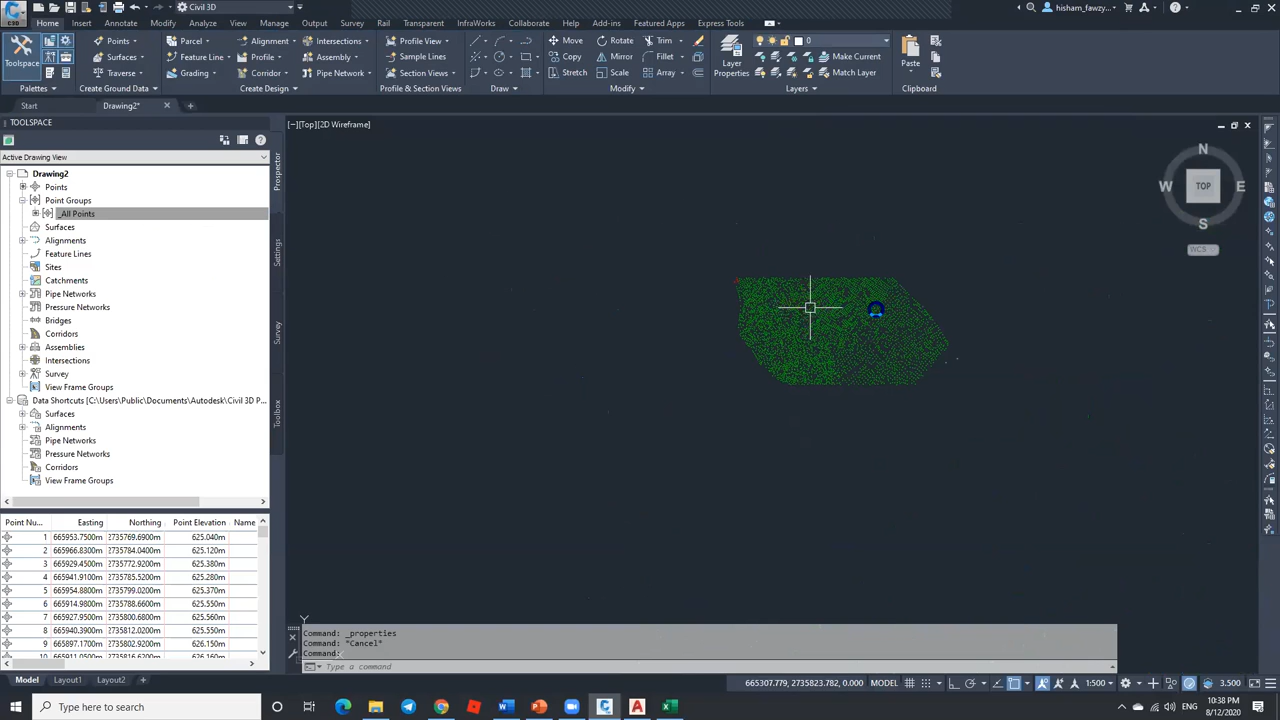 C3D Civil 3D hisham_fawzy...
Home Insert Annotate Modify Analyze View Manage Output Survey Rail Transparent InfraWorks Collaborate Help Add-ins Featured Apps Express Tools
Toolspace
Points
Surfaces
Traverse
Parcel
Feature Line
Grading
Alignment
Profile
Corridor
Intersections
Assembly
Pipe Network
Profile View
Sample Lines
Section Views
Move
Copy
Stretch
Rotate
Mirror
Scale
Trim
Fillet
Array
Layer
Properties
0
Make Current
Match Layer
Paste
Palettes Create Ground Data Create Design Profile & Section Views Draw Modify Layers Clipboard
Start Drawing2*
TOOLSPACE
Active Drawing View
Drawing2
Points
Point Groups
_All Points
Surfaces
Alignments
Feature Lines
Sites
Catchments
Pipe Networks
Pressure Networks
Bridges
Corridors
Assemblies
Intersections
Survey
View Frame Groups
Data Shortcuts [C:\Users\Public\Documents\Autodesk\Civil 3D P...
Surfaces
Alignments
Pipe Networks
Pressure Networks
Corridors
View Frame Groups
Prospector
Settings
Survey
Toolbox
Point Nu... Easting Northing Point Elevation Name
1 665953.7500m 2735769.6900m 625.040m
2 665966.8300m 2735784.0400m 625.120m
3 665929.4500m 2735772.9200m 625.380m
4 665941.9100m 2735785.5200m 625.280m
5 665954.8800m 2735799.0200m 625.370m
6 665914.9800m 2735788.6600m 625.550m
7 665927.9500m 2735800.6800m 625.560m
8 665940.3900m 2735812.0200m 625.550m
9 665897.1700m 2735802.9200m 626.150m
10 665911.0500m 2735816.6200m 626.160m
[−][Top][2D Wireframe]
N
W TOP E
S
WCS
Y
Command: _properties
Command: *Cancel*
Command:
Type a command
Model Layout1 Layout2 +
665307.779, 2735823.782, 0.000 MODEL 1:500 3.500
Type here to search
10:38 PM
8/12/2020